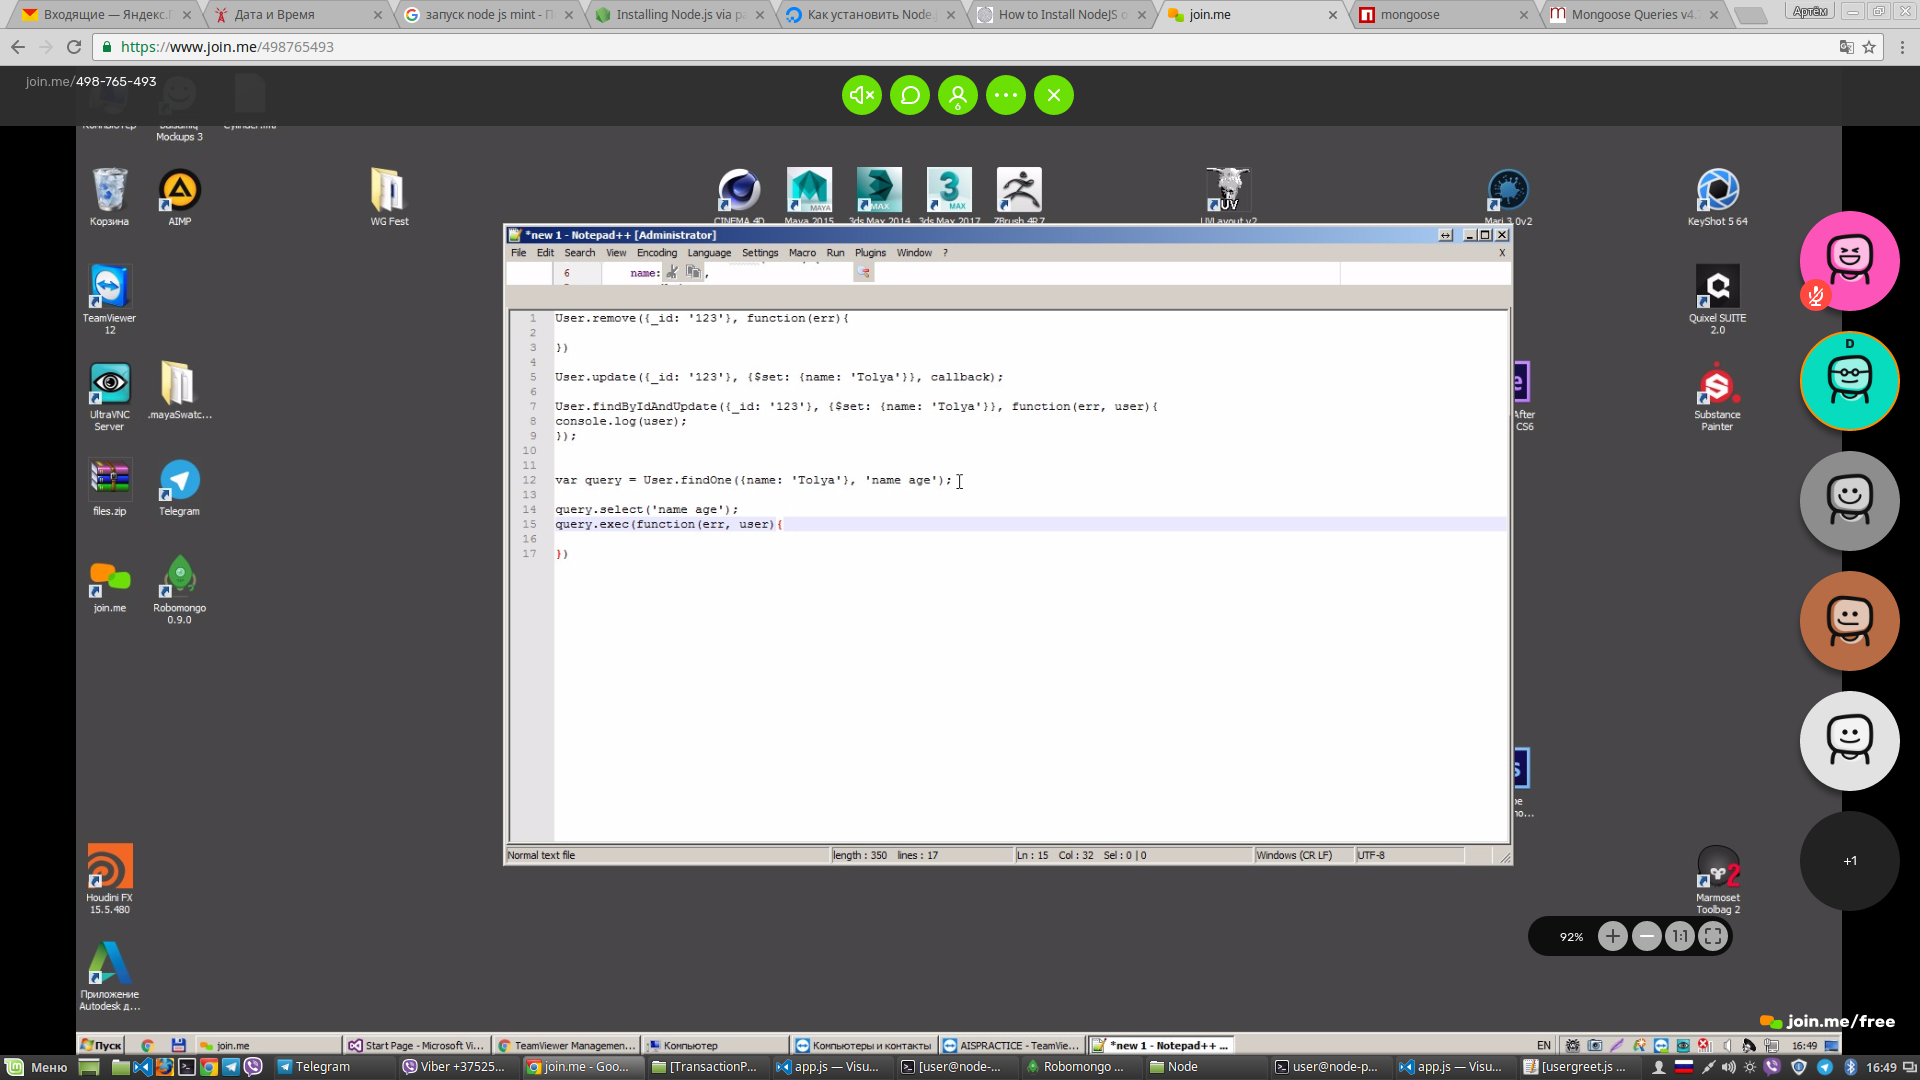 Входящие — Яндекс.П
Дата и Время
запуск node js mint - П
Installing Node.js via pa
Как установить Node.j
How to Install NodeJS o
join.me
mongoose
Mongoose Queries v4.
Артём
https://www.join.me/498765493
join.me/498-765-493
6
Mockups 3
Корзина
AIMP
WG Fest
CINEMA 4D
Maya 2015
3ds Max 2014
3ds Max 2017
ZBrush 4R7
UVLayout v2
Mari 3.0v2
KeyShot 5 64
*new 1 - Notepad++ [Administrator]
File Edit Search View Encoding Language Settings Macro Run Plugins Window ? X
6 name: ,
1 User.remove({_id: '123'}, function(err){
2
3 })
4
5 User.update({_id: '123'}, {$set: {name: 'Tolya'}}, callback);
6
7 User.findByIdAndUpdate({_id: '123'}, {$set: {name: 'Tolya'}}, function(err, user){
8 console.log(user);
9 });
10
11
12 var query = User.findOne({name: 'Tolya'}, 'name age');
13
14 query.select('name age');
15 query.exec(function(err, user){
16
17 })
Normal text file
length : 350 lines : 17
Ln : 15 Col : 32 Sel : 0 | 0
Windows (CR LF)
UTF-8
TeamViewer
12
UltraVNC
Server
.mayaSwatc...
files.zip
Telegram
join.me
Robomongo
0.9.0
Houdini FX
15.5.480
Приложение
Autodesk д...
Quixel SUITE
2.0
After
CS6
Substance
Painter
Marmoset
Toolbag 2
D
+1
92%
1:1
join.me/free
Пуск
join.me
Start Page - Microsoft Vi...
TeamViewer Managemen...
Компьютер
Компьютеры и контакты
AISPRACTICE - TeamVie...
*new 1 - Notepad++ ...
EN
16:49
Меню
Telegram
Viber +37525...
join.me - Goo...
[TransactionP...
app.js — Visu...
[user@node-...
Robomongo ...
Node
user@node-p...
app.js — Visu...
[usergreet.js ...
16:49